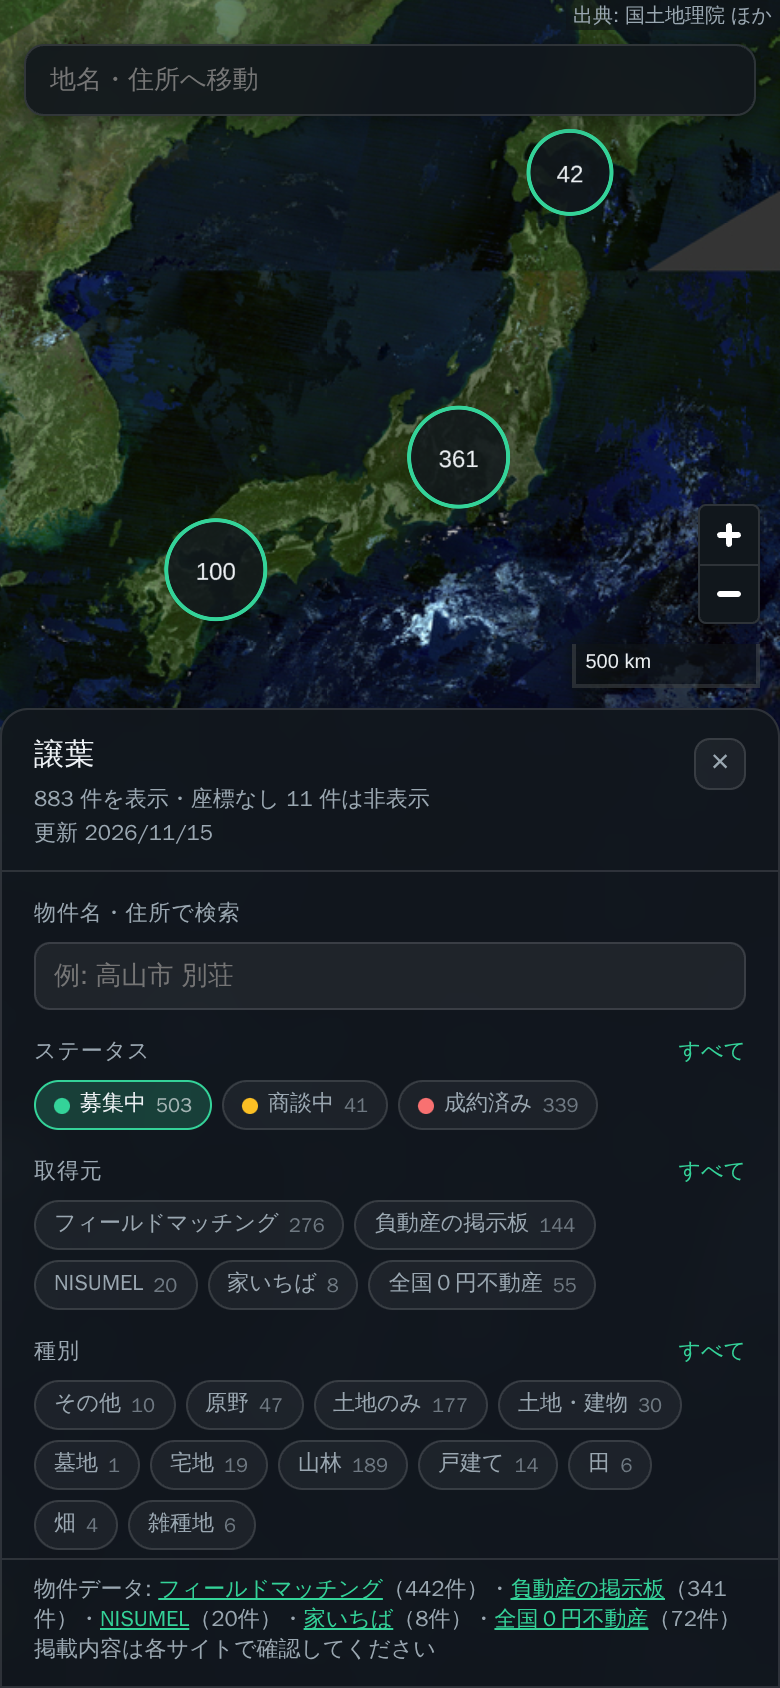 出典: 国土地理院 ほか
地名・住所へ移動
42
361
100
500 km
譲葉
883 件を表示・座標なし 11 件は非表示
更新 2026/11/15
物件名・住所で検索
例: 高山市 別荘
ステータス すべて
募集中 503 商談中 41 成約済み 339
取得元 すべて
フィールドマッチング 276 負動産の掲示板 144
NISUMEL 20 家いちば 8 全国０円不動産 55
種別 すべて
その他 10 原野 47 土地のみ 177 土地・建物 30
墓地 1 宅地 19 山林 189 戸建て 14 田 6
畑 4 雑種地 6
物件データ: フィールドマッチング（442件）・負動産の掲示板（341
件）・NISUMEL（20件）・家いちば（8件）・全国０円不動産（72件）
掲載内容は各サイトで確認してください